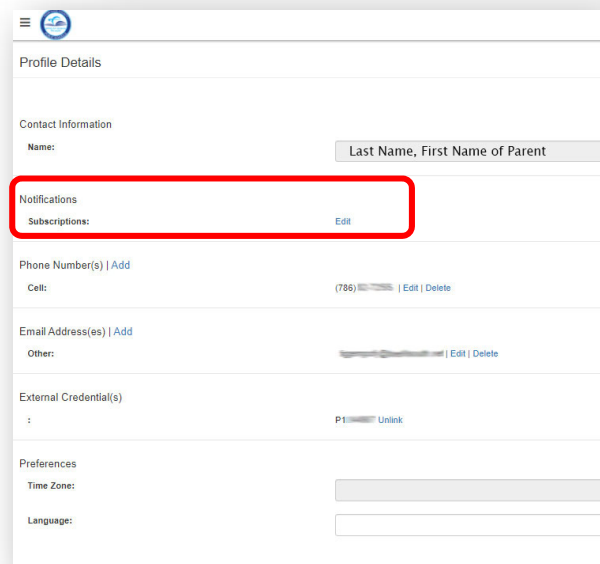 Profile Details
Contact Information
Name: Last Name, First Name of Parent
Notifications
Subscriptions: Edit
Phone Number(s) | Add
Cell: (786) | Edit | Delete
Email Address(es) | Add
Other: | Edit | Delete
External Credential(s)
: P1 Unlink
Preferences
Time Zone:
Language: